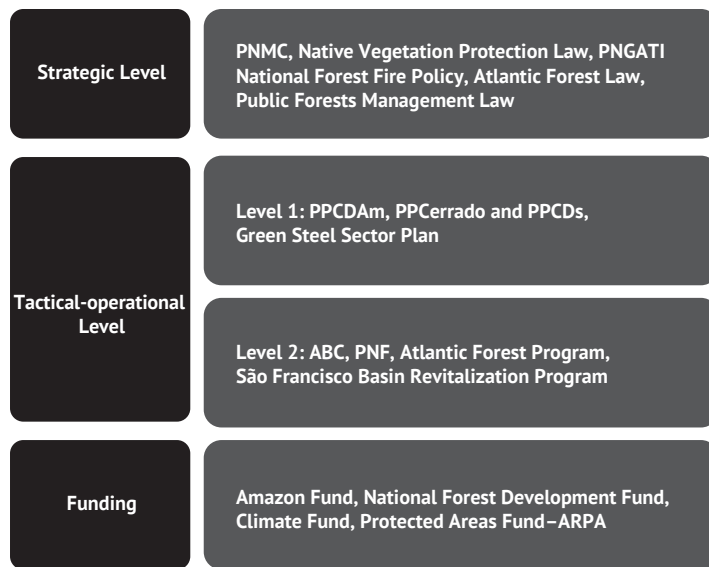 Strategic Level
PNMC, Native Vegetation Protection Law, PNGATI
National Forest Fire Policy, Atlantic Forest Law,
Public Forests Management Law
Tactical-operational
Level
Level 1: PPCDAm, PPCerrado and PPCDs,
Green Steel Sector Plan
Level 2: ABC, PNF, Atlantic Forest Program,
São Francisco Basin Revitalization Program
Funding
Amazon Fund, National Forest Development Fund,
Climate Fund, Protected Areas Fund–ARPA